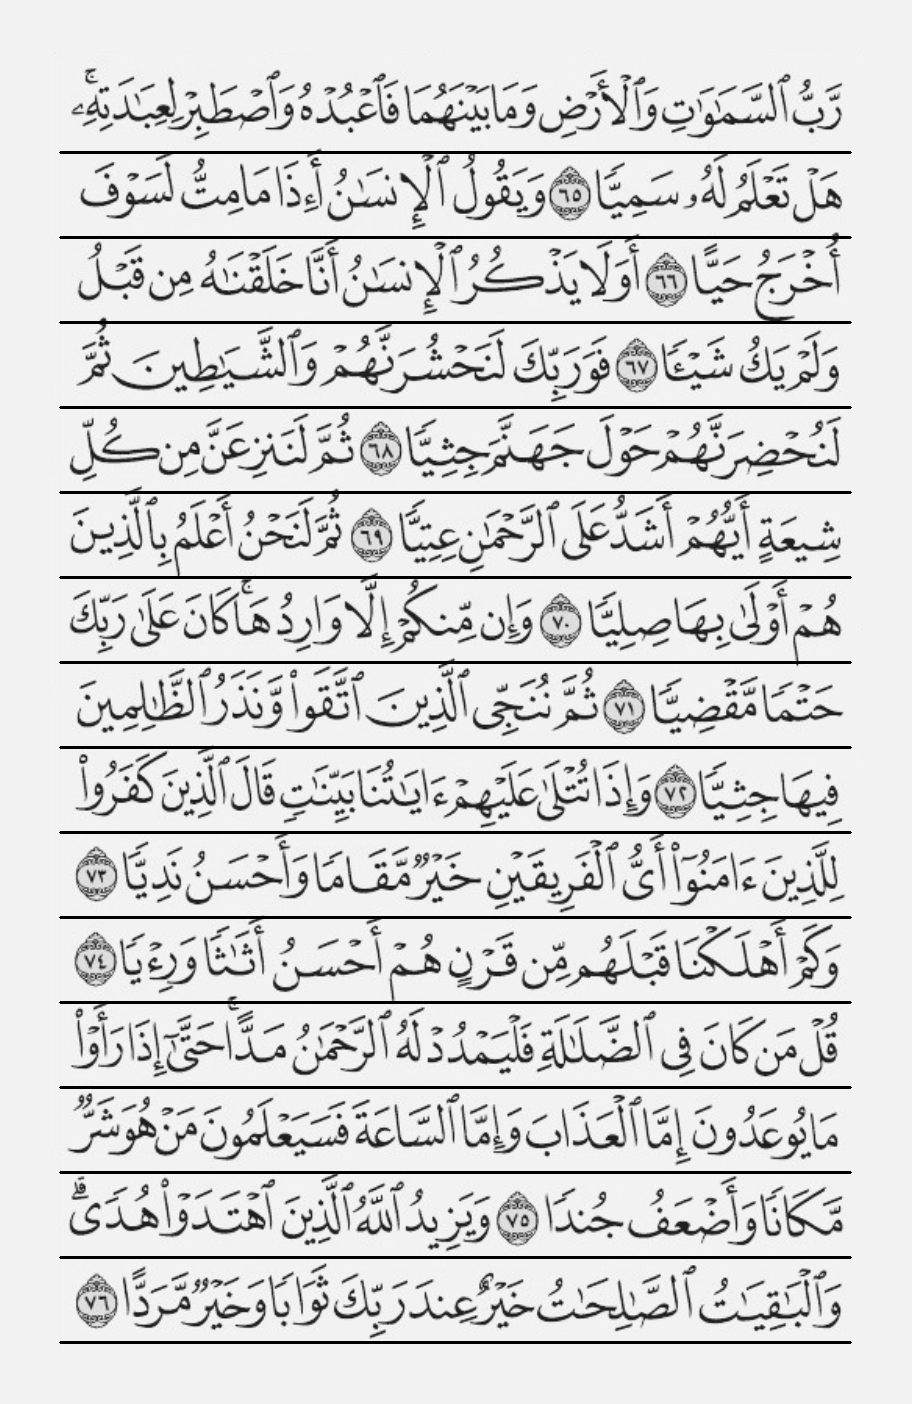 رَّبُّ ٱلسَّمَـٰوَٰتِ وَٱلْأَرْضِ وَمَا بَيْنَهُمَا فَٱعْبُدْهُ وَٱصْطَبِرْ لِعِبَـٰدَتِهِۦۚ
هَلْ تَعْلَمُ لَهُۥ سَمِيًّا ٦٥ وَيَقُولُ ٱلْإِنسَـٰنُ أَءِذَا مَا مِتُّ لَسَوْفَ
أُخْرَجُ حَيًّا ٦٦ أَوَلَا يَذْكُرُ ٱلْإِنسَـٰنُ أَنَّا خَلَقْنَـٰهُ مِن قَبْلُ
وَلَمْ يَكُ شَيْـًٔا ٦٧ فَوَرَبِّكَ لَنَحْشُرَنَّهُمْ وَٱلشَّيَـٰطِينَ ثُمَّ
لَنُحْضِرَنَّهُمْ حَوْلَ جَهَنَّمَ جِثِيًّا ٦٨ ثُمَّ لَنَنزِعَنَّ مِن كُلِّ
شِيعَةٍ أَيُّهُمْ أَشَدُّ عَلَى ٱلرَّحْمَـٰنِ عِتِيًّا ٦٩ ثُمَّ لَنَحْنُ أَعْلَمُ بِٱلَّذِينَ
هُمْ أَوْلَىٰ بِهَا صِلِيًّا ٧٠ وَإِن مِّنكُمْ إِلَّا وَارِدُهَاۚ كَانَ عَلَىٰ رَبِّكَ
حَتْمًا مَّقْضِيًّا ٧١ ثُمَّ نُنَجِّى ٱلَّذِينَ ٱتَّقَوا۟ وَّنَذَرُ ٱلظَّـٰلِمِينَ
فِيهَا جِثِيًّا ٧٢ وَإِذَا تُتْلَىٰ عَلَيْهِمْ ءَايَـٰتُنَا بَيِّنَـٰتٍ قَالَ ٱلَّذِينَ كَفَرُوا۟
لِلَّذِينَ ءَامَنُوٓا۟ أَىُّ ٱلْفَرِيقَيْنِ خَيْرٌ مَّقَامًا وَأَحْسَنُ نَدِيًّا ٧٣
وَكَمْ أَهْلَكْنَا قَبْلَهُم مِّن قَرْنٍ هُمْ أَحْسَنُ أَثَـٰثًا وَرِءْيًا ٧٤
قُلْ مَن كَانَ فِى ٱلضَّلَـٰلَةِ فَلْيَمْدُدْ لَهُ ٱلرَّحْمَـٰنُ مَدًّاۚ حَتَّىٰٓ إِذَا رَأَوْا۟
مَا يُوعَدُونَ إِمَّا ٱلْعَذَابَ وَإِمَّا ٱلسَّاعَةَ فَسَيَعْلَمُونَ مَنْ هُوَ شَرٌّ
مَّكَانًا وَأَضْعَفُ جُندًا ٧٥ وَيَزِيدُ ٱللَّهُ ٱلَّذِينَ ٱهْتَدَوْا۟ هُدًىۗ
وَٱلْبَـٰقِيَـٰتُ ٱلصَّـٰلِحَـٰتُ خَيْرٌ عِندَ رَبِّكَ ثَوَابًا وَخَيْرٌ مَّرَدًّا ٧٦